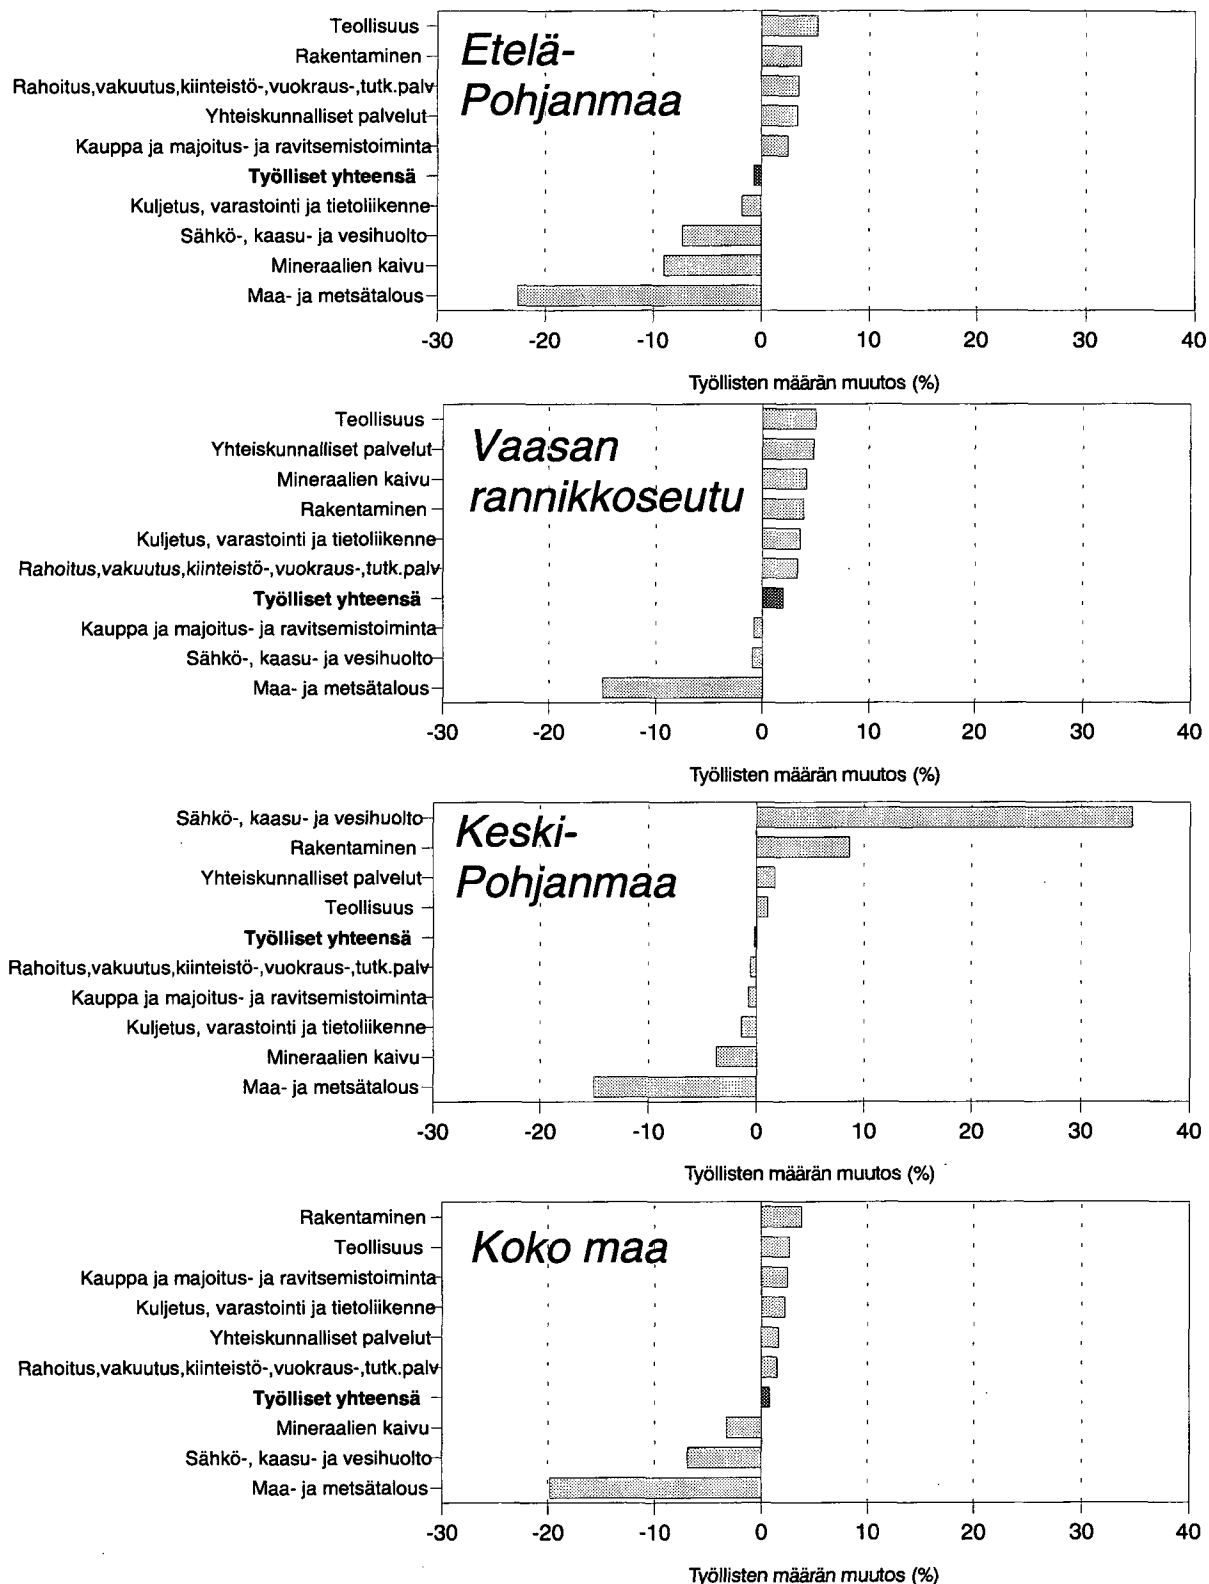 Teollisuus
Rakentaminen
Rahoitus,vakuutus,kiinteistö-,vuokraus-,tutk.palv
Yhteiskunnalliset palvelut
Kauppa ja majoitus- ja ravitsemistoiminta
Työlliset yhteensä
Kuljetus, varastointi ja tietoliikenne
Sähkö-, kaasu- ja vesihuolto
Mineraalien kaivu
Maa- ja metsätalous
Etelä-
Pohjanmaa
-30 -20 -10 0 10 20 30 40
Työllisten määrän muutos (%)
Teollisuus
Yhteiskunnalliset palvelut
Mineraalien kaivu
Rakentaminen
Kuljetus, varastointi ja tietoliikenne
Rahoitus,vakuutus,kiinteistö-,vuokraus-,tutk.palv
Työlliset yhteensä
Kauppa ja majoitus- ja ravitsemistoiminta
Sähkö-, kaasu- ja vesihuolto
Maa- ja metsätalous
Vaasan
rannikkoseutu
-30 -20 -10 0 10 20 30 40
Työllisten määrän muutos (%)
Sähkö-, kaasu- ja vesihuolto
Rakentaminen
Yhteiskunnalliset palvelut
Teollisuus
Työlliset yhteensä
Rahoitus,vakuutus,kiinteistö-,vuokraus-,tutk.palv
Kauppa ja majoitus- ja ravitsemistoiminta
Kuljetus, varastointi ja tietoliikenne
Mineraalien kaivu
Maa- ja metsätalous
Keski-
Pohjanmaa
-30 -20 -10 0 10 20 30 40
Työllisten määrän muutos (%)
Rakentaminen
Teollisuus
Kauppa ja majoitus- ja ravitsemistoiminta
Kuljetus, varastointi ja tietoliikenne
Yhteiskunnalliset palvelut
Rahoitus,vakuutus,kiinteistö-,vuokraus-,tutk.palv
Työlliset yhteensä
Mineraalien kaivu
Sähkö-, kaasu- ja vesihuolto
Maa- ja metsätalous
Koko maa
-30 -20 -10 0 10 20 30 40
Työllisten määrän muutos (%)